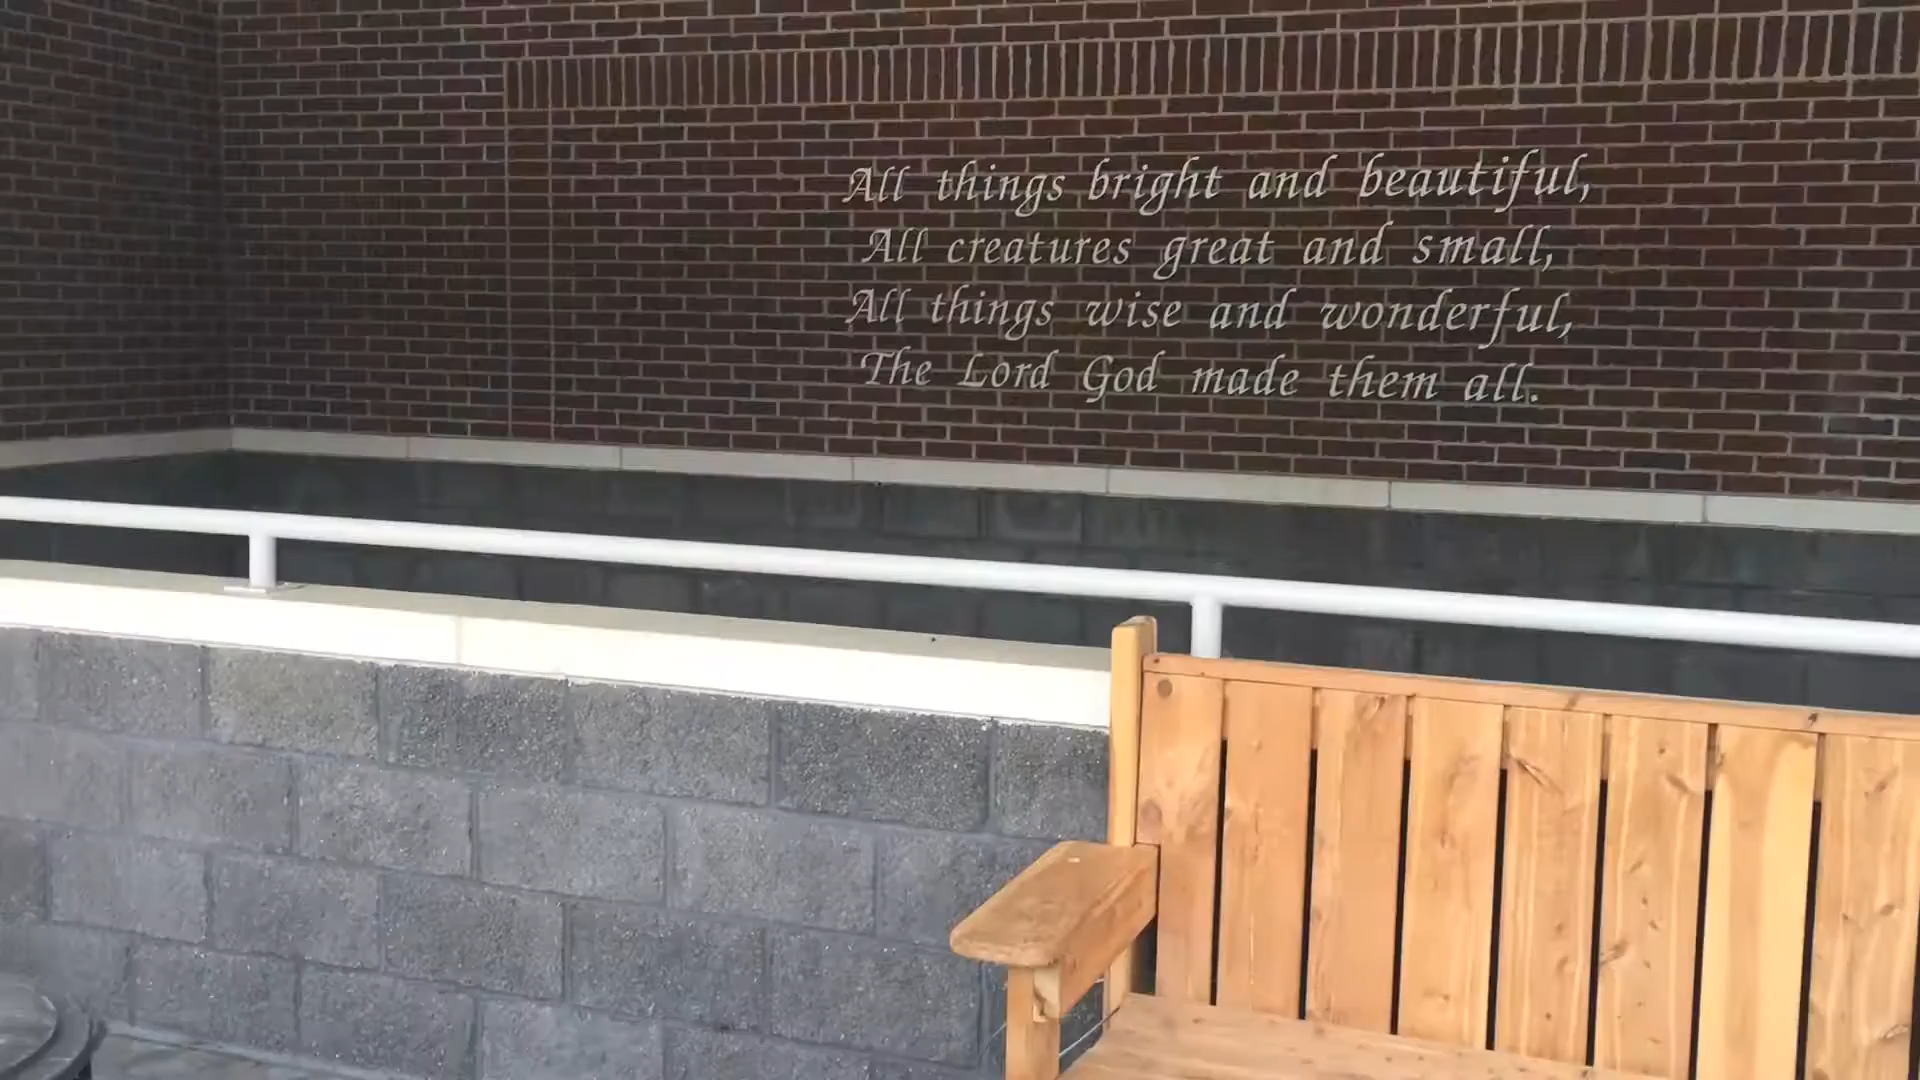 All things bright and beautiful,
All creatures great and small,
All things wise and wonderful,
The Lord God made them all.